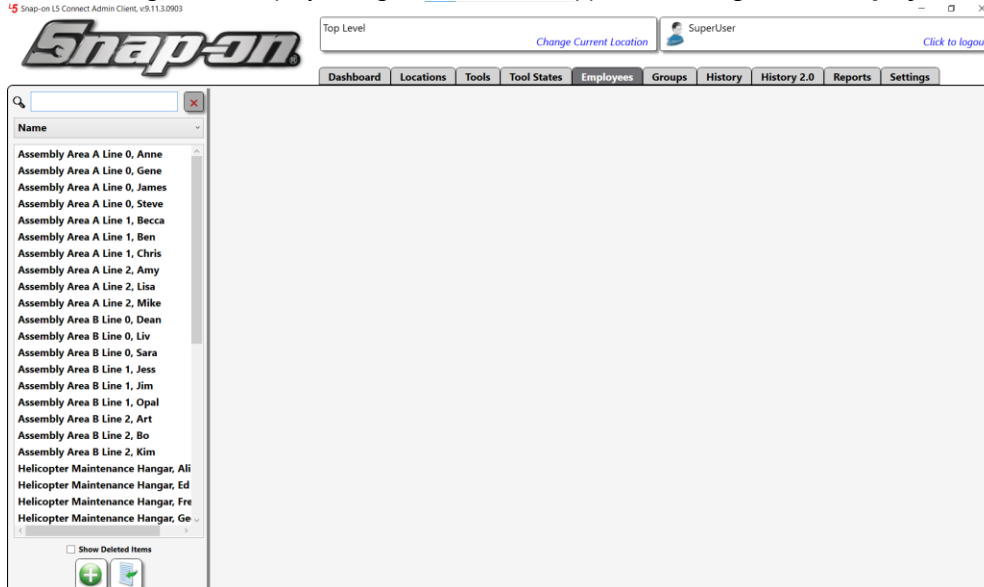 Snap-on L5 Connect Admin Client, v:9.11.3.0903
Snap-on
Top Level
Change Current Location
SuperUser
Click to logou
Dashboard Locations Tools Tool States Employees Groups History History 2.0 Reports Settings
Name
Assembly Area A Line 0, Anne
Assembly Area A Line 0, Gene
Assembly Area A Line 0, James
Assembly Area A Line 0, Steve
Assembly Area A Line 1, Becca
Assembly Area A Line 1, Ben
Assembly Area A Line 1, Chris
Assembly Area A Line 2, Amy
Assembly Area A Line 2, Lisa
Assembly Area A Line 2, Mike
Assembly Area B Line 0, Dean
Assembly Area B Line 0, Liv
Assembly Area B Line 0, Sara
Assembly Area B Line 1, Jess
Assembly Area B Line 1, Jim
Assembly Area B Line 1, Opal
Assembly Area B Line 2, Art
Assembly Area B Line 2, Bo
Assembly Area B Line 2, Kim
Helicopter Maintenance Hangar, Ali
Helicopter Maintenance Hangar, Ed
Helicopter Maintenance Hangar, Fre
Helicopter Maintenance Hangar, Ge
Show Deleted Items